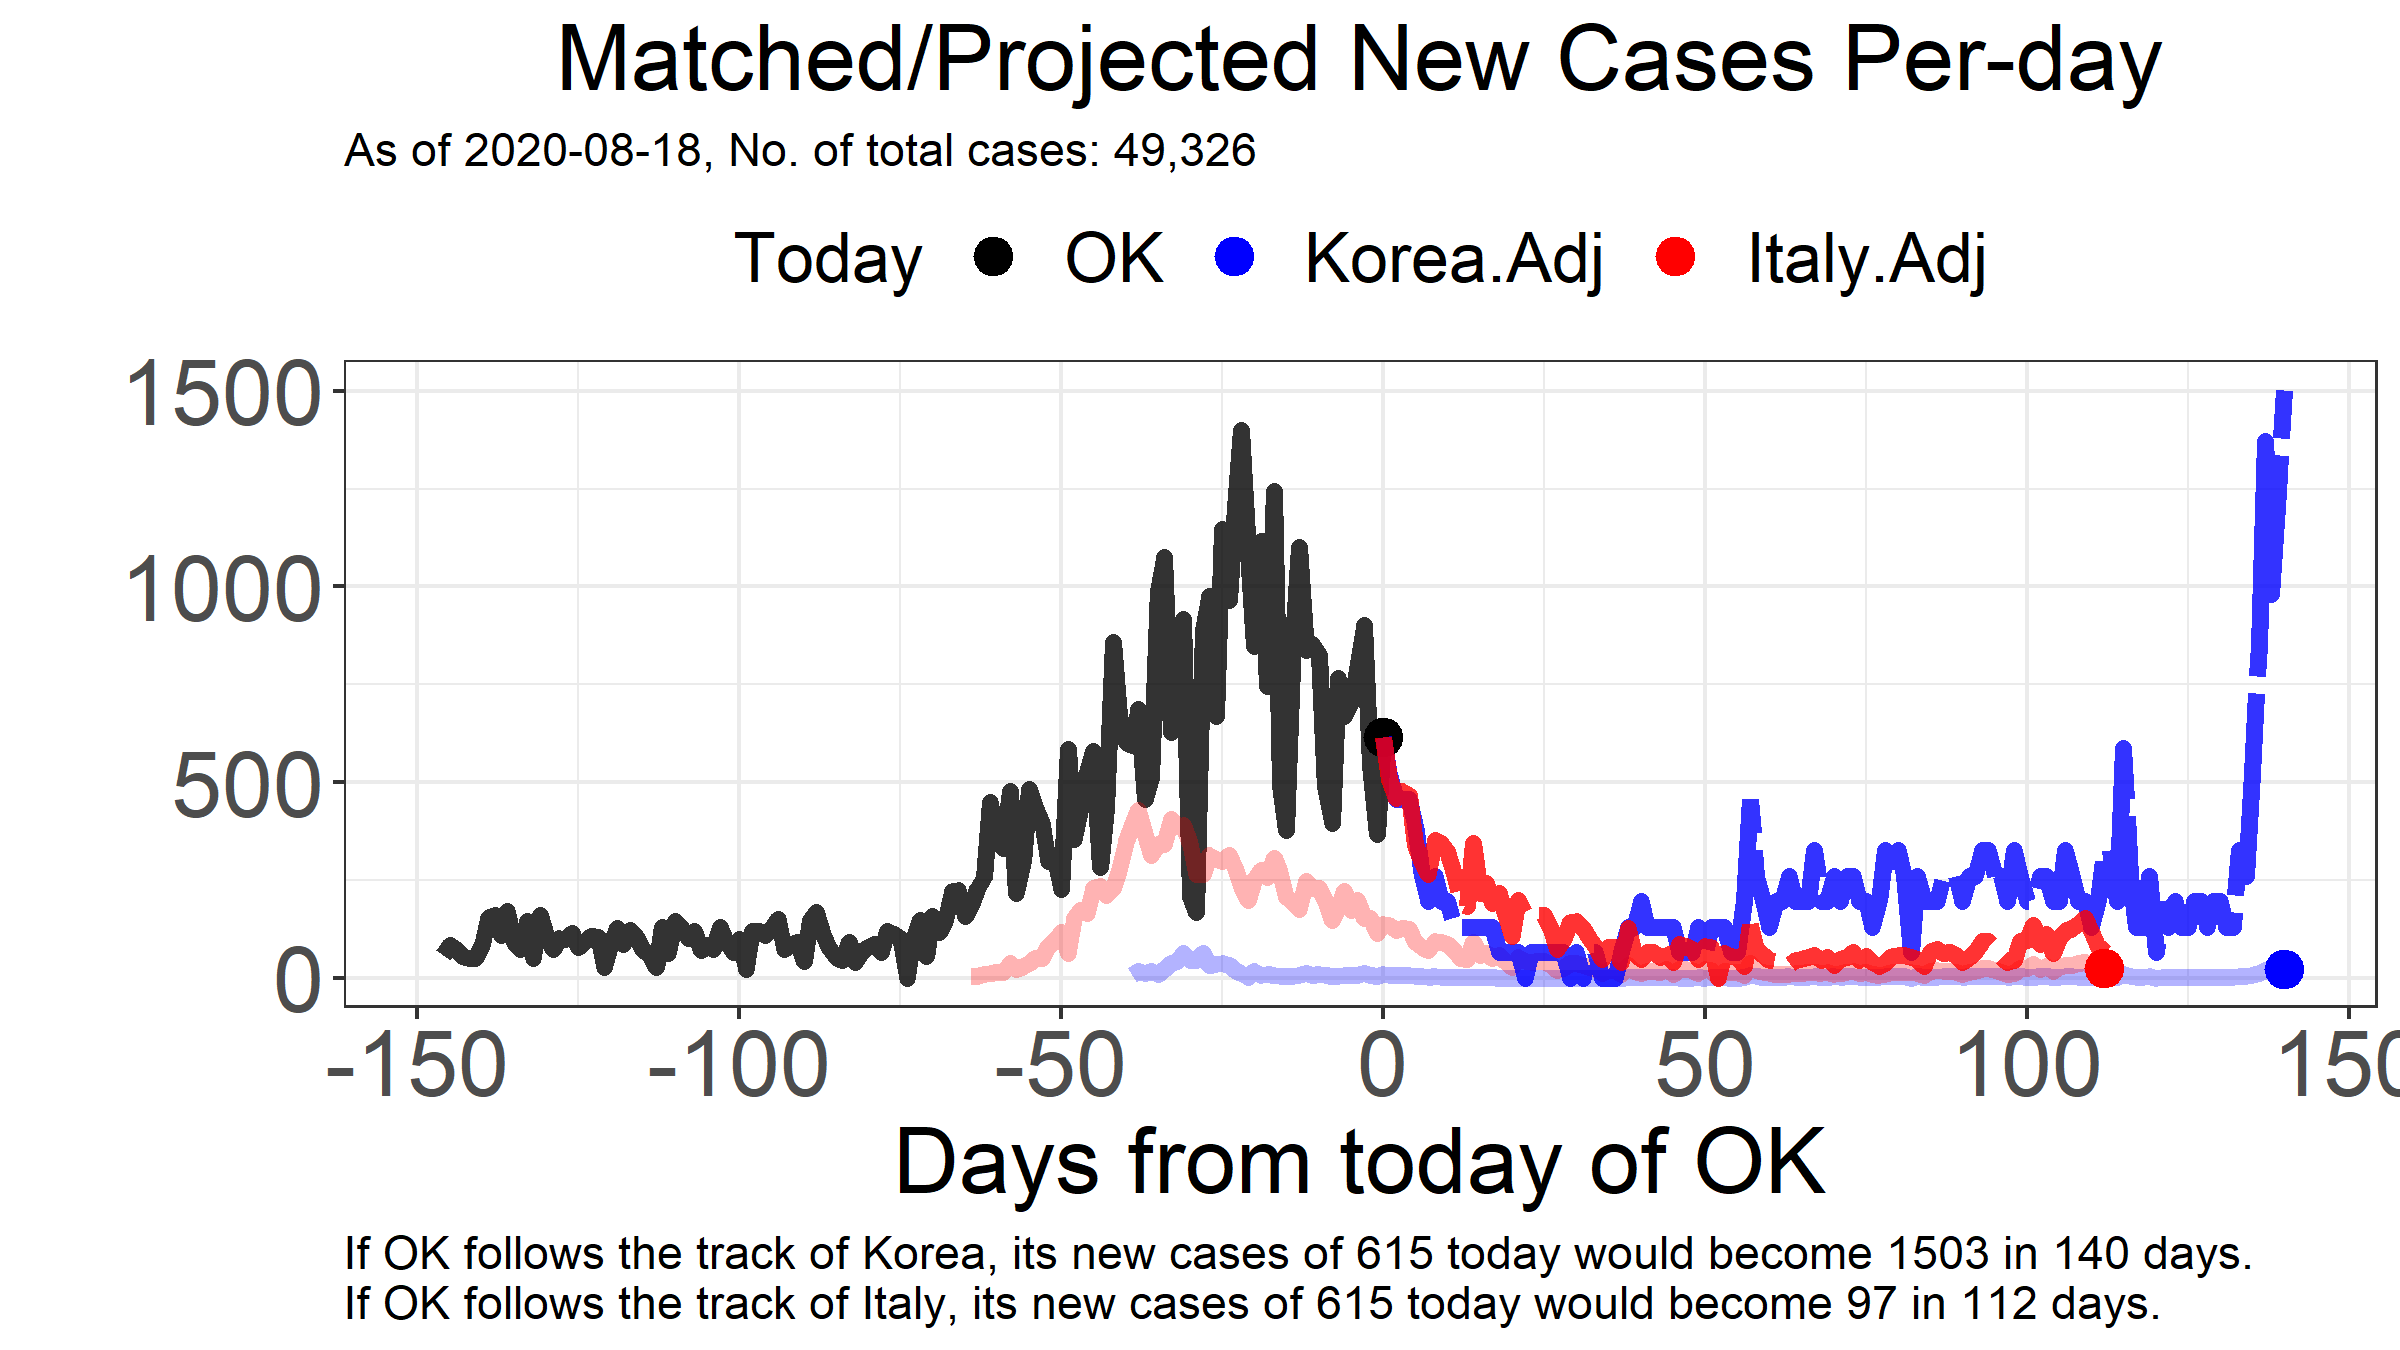 Matched/Projected New Cases Per-day
As of 2020-08-18, No. of total cases: 49,326
Today OK Korea.Adj Italy.Adj
1500
1000
500
0
-150 -100 -50 0 50 100 150
Days from today of OK
If OK follows the track of Korea, its new cases of 615 today would become 1503 in 140 days.
If OK follows the track of Italy, its new cases of 615 today would become 97 in 112 days.